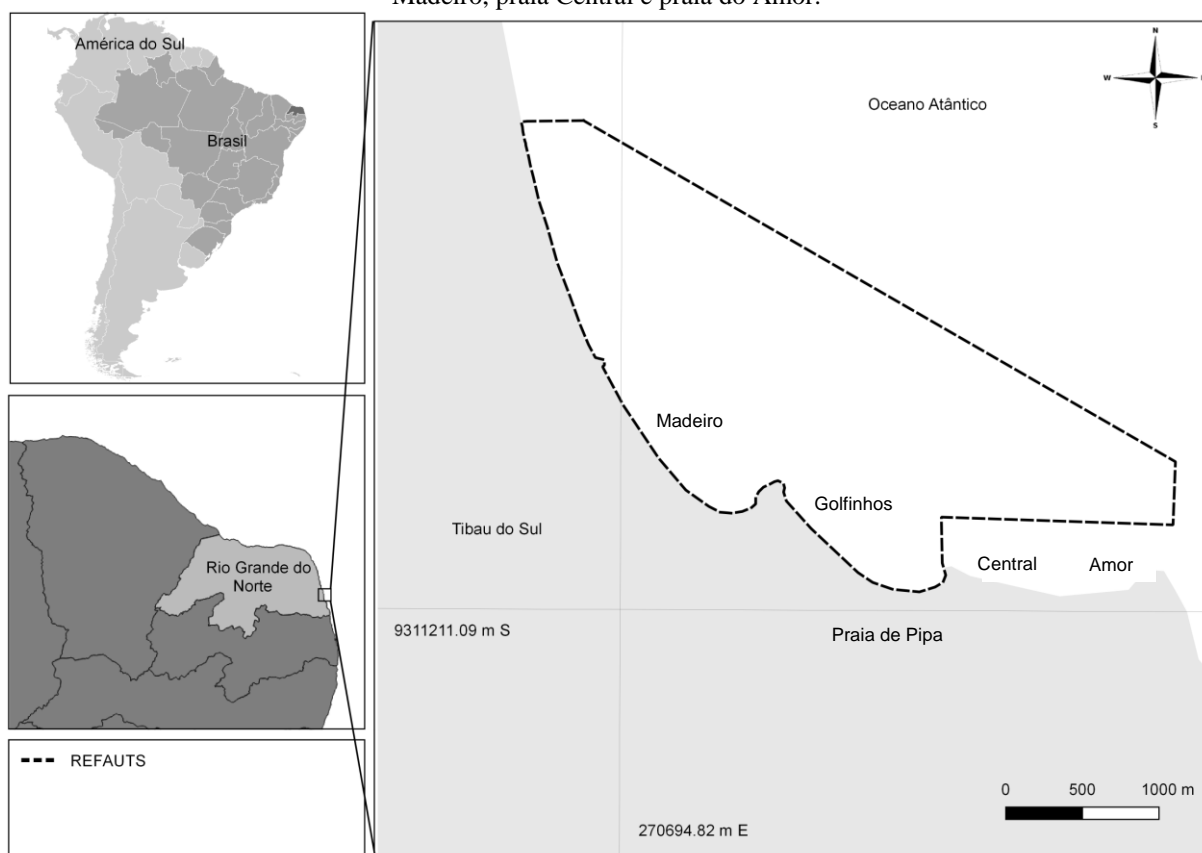 Madeiro, praia Central e praia do Amor.
América do Sul
Brasil
Rio Grande do
Norte
REFAUTS
Oceano Atântico
N
W
S
Madeiro
Golfinhos
Tibau do Sul
Central
Amor
9311211.09 m S
Praia de Pipa
270694.82 m E
0
500
1000 m